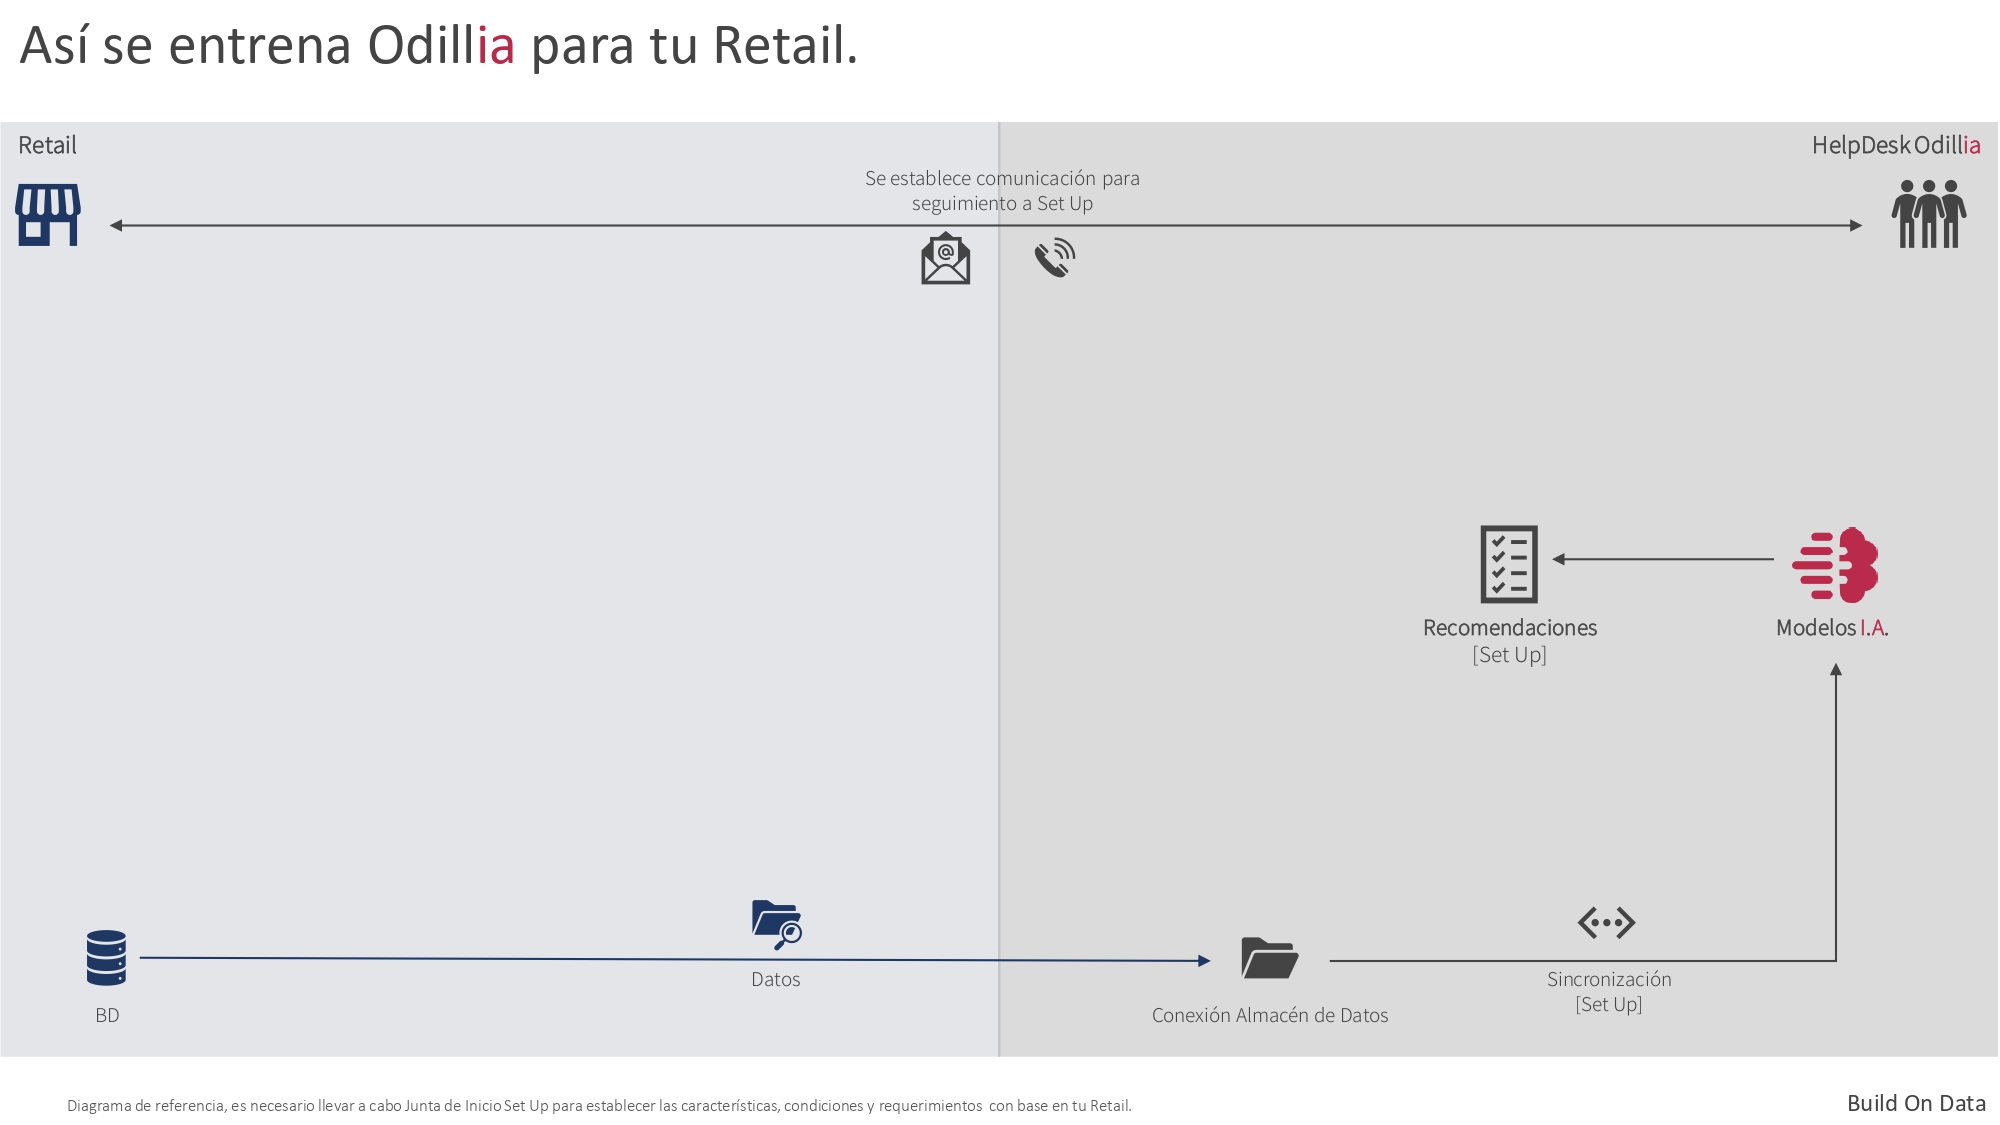 Así se entrena Odillia para tu Retail.
Retail
HelpDesk Odillia
Se establece comunicación para
seguimiento a Set Up
@
Recomendaciones
[Set Up]
Modelos I.A.
Datos
BD
Conexión Almacén de Datos
Sincronización
[Set Up]
Diagrama de referencia, es necesario llevar a cabo Junta de Inicio Set Up para establecer las características, condiciones y requerimientos con base en tu Retail.
Build On Data